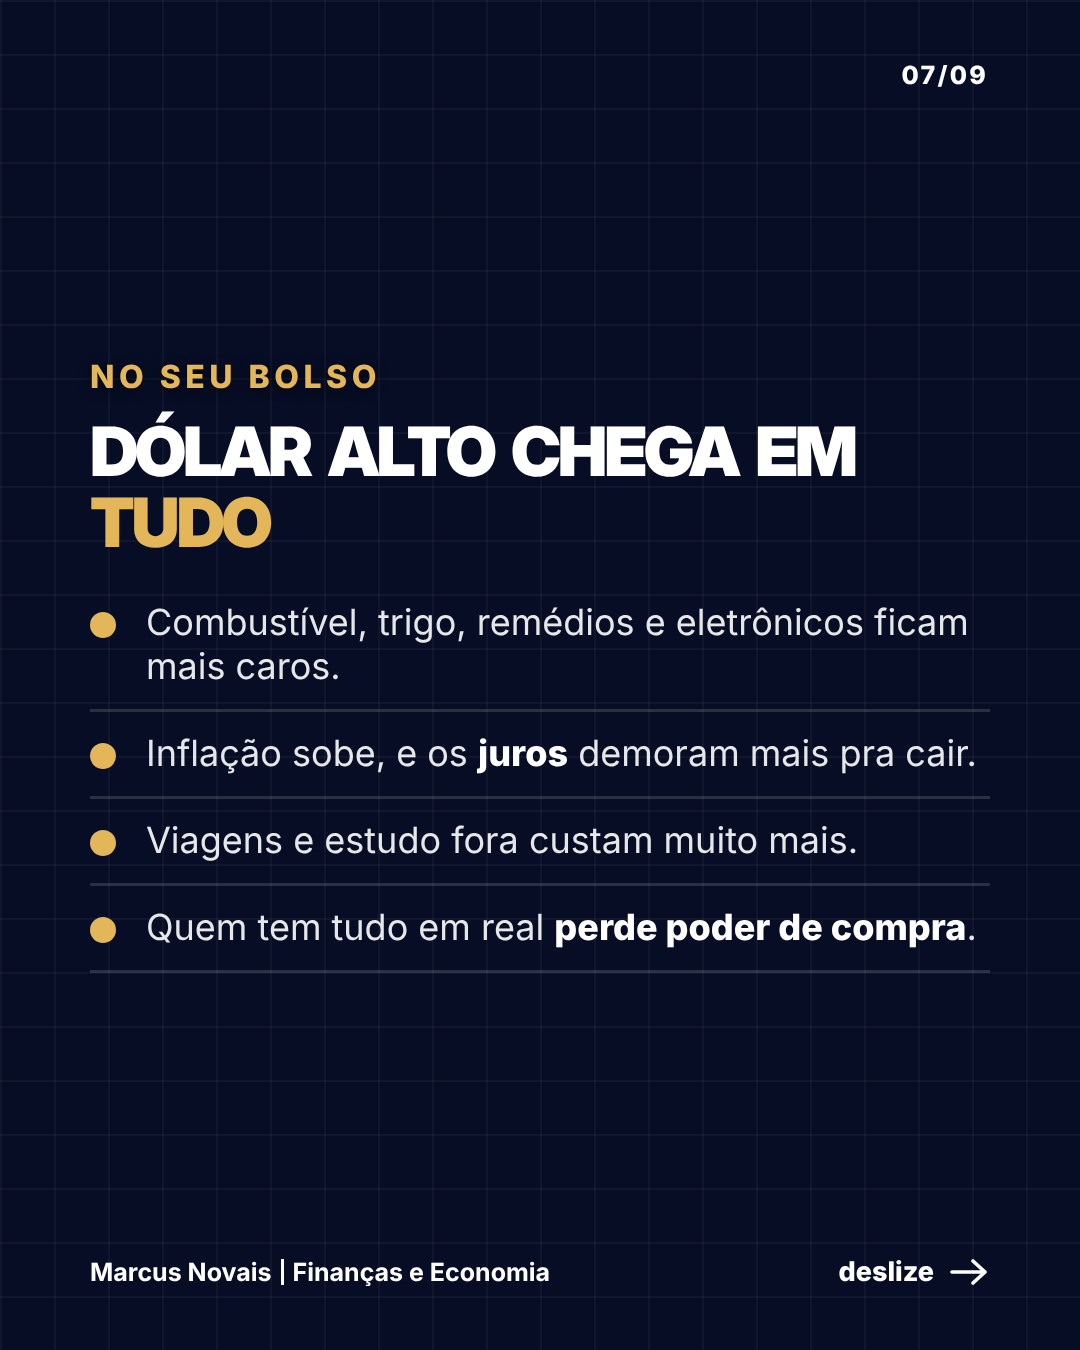 07/09
NO SEU BOLSO
DÓLAR ALTO CHEGA EM
TUDO
Combustível, trigo, remédios e eletrônicos ficam
mais caros.
Inflação sobe, e os juros demoram mais pra cair.
Viagens e estudo fora custam muito mais.
Quem tem tudo em real perde poder de compra.
Marcus Novais | Finanças e Economia
deslize →